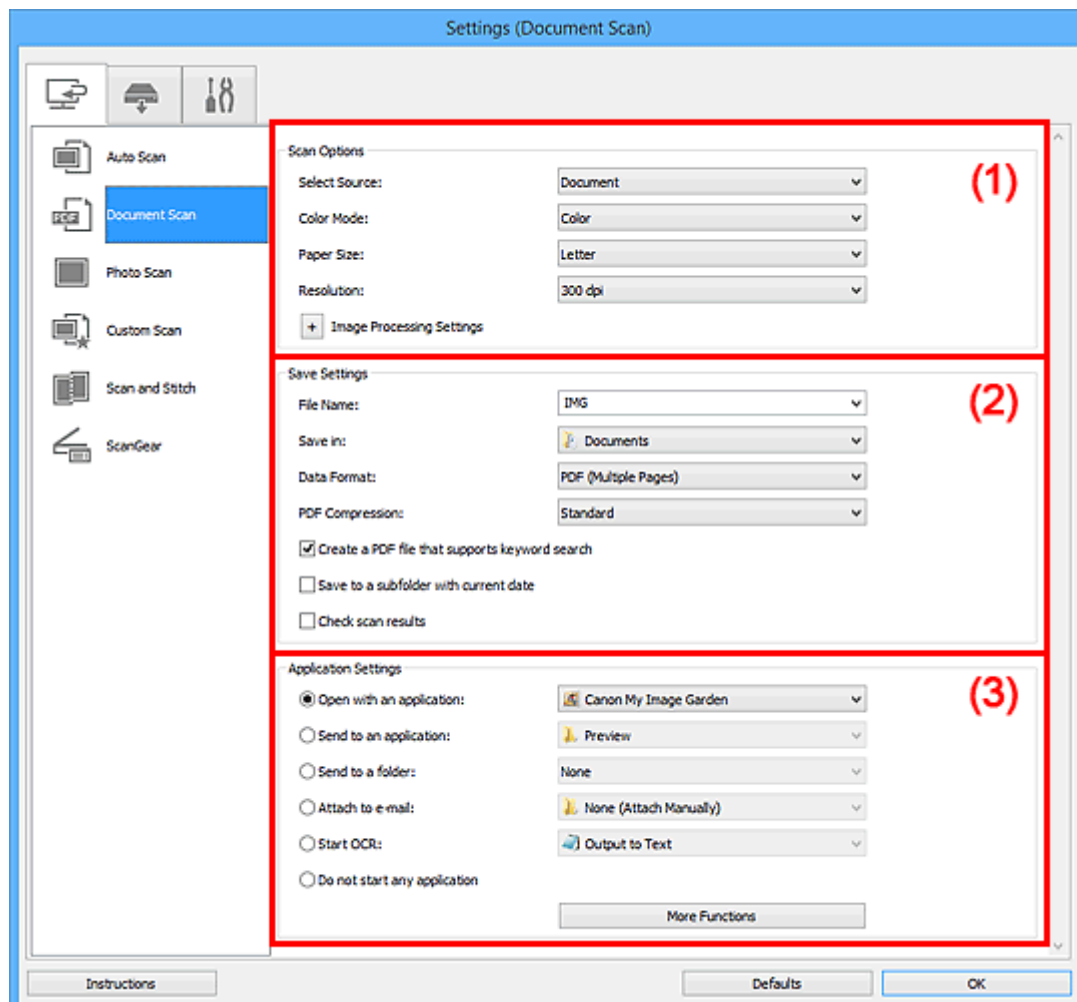 Settings (Document Scan)
Auto Scan
PDF Document Scan
Photo Scan
Custom Scan
Scan and Stitch
ScanGear
Scan Options
(1)
Select Source: Document
Color Mode: Color
Paper Size: Letter
Resolution: 300 dpi
+ Image Processing Settings
Save Settings
(2)
File Name: IMG
Save in: Documents
Data Format: PDF (Multiple Pages)
PDF Compression: Standard
Create a PDF file that supports keyword search
Save to a subfolder with current date
Check scan results
Application Settings
(3)
Open with an application: Canon My Image Garden
Send to an application: Preview
Send to a folder: None
Attach to e-mail: None (Attach Manually)
Start OCR: Output to Text
Do not start any application
More Functions
Instructions Defaults OK